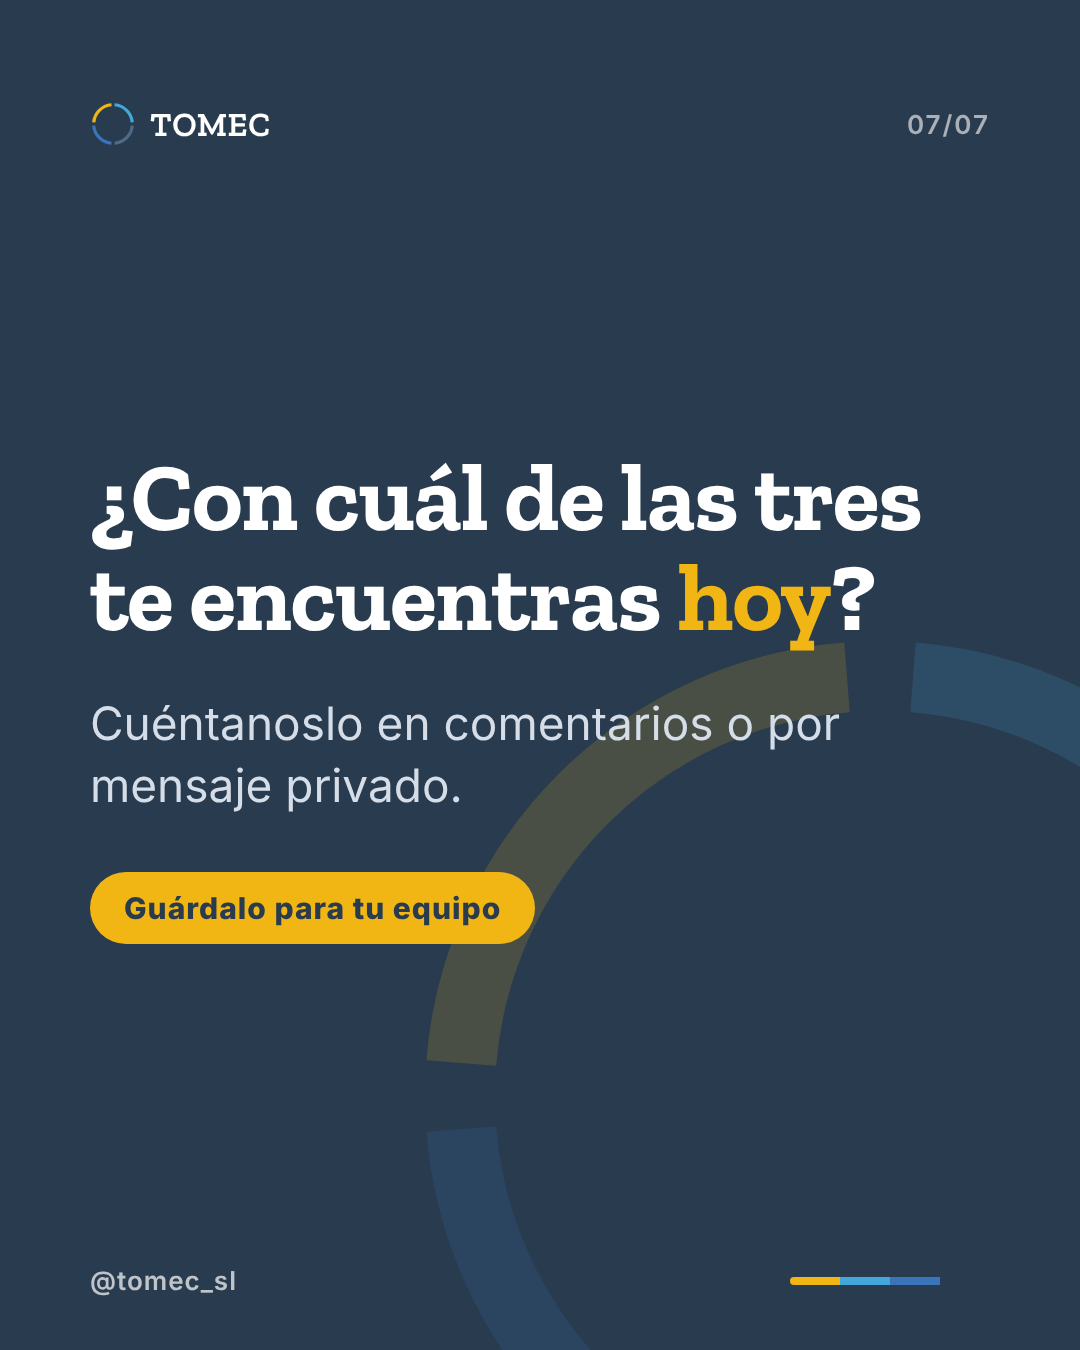 TOMEC
07/07
¿Con cuál de las tres
te encuentras hoy?
Cuéntanoslo en comentarios o por
mensaje privado.
Guárdalo para tu equipo
@tomec_sl